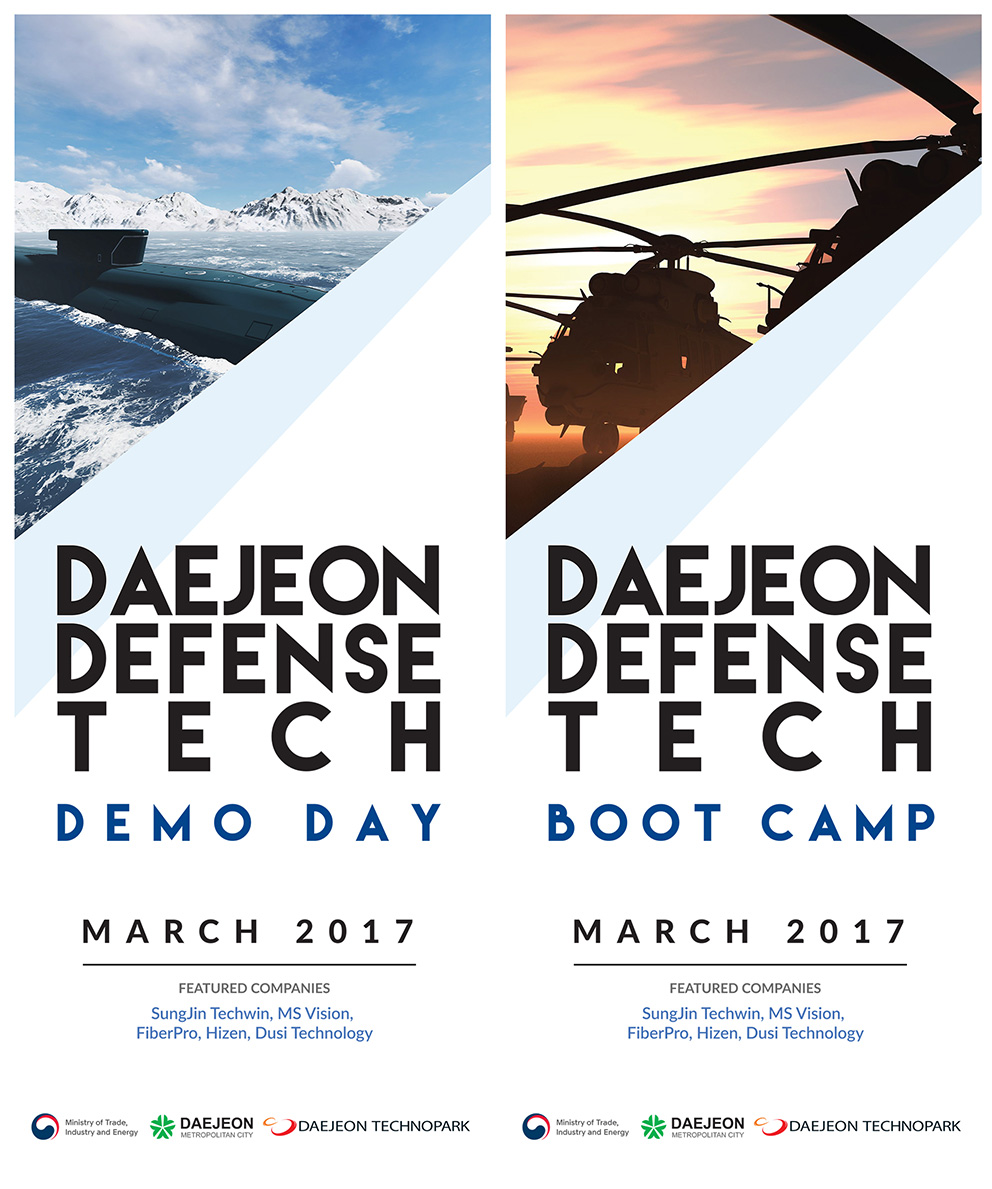 DAEJEON
DEFENSE
TECH
DEMO DAY
MARCH 2017
FEATURED COMPANIES
SungJin Techwin, MS Vision,
FiberPro, Hizen, Dusi Technology
Ministry of Trade,
Industry and Energy
DAEJEON
METROPOLITAN CITY
DAEJEON TECHNOPARK
DAEJEON
DEFENSE
TECH
BOOT CAMP
MARCH 2017
FEATURED COMPANIES
SungJin Techwin, MS Vision,
FiberPro, Hizen, Dusi Technology
Ministry of Trade,
Industry and Energy
DAEJEON
METROPOLITAN CITY
DAEJEON TECHNOPARK